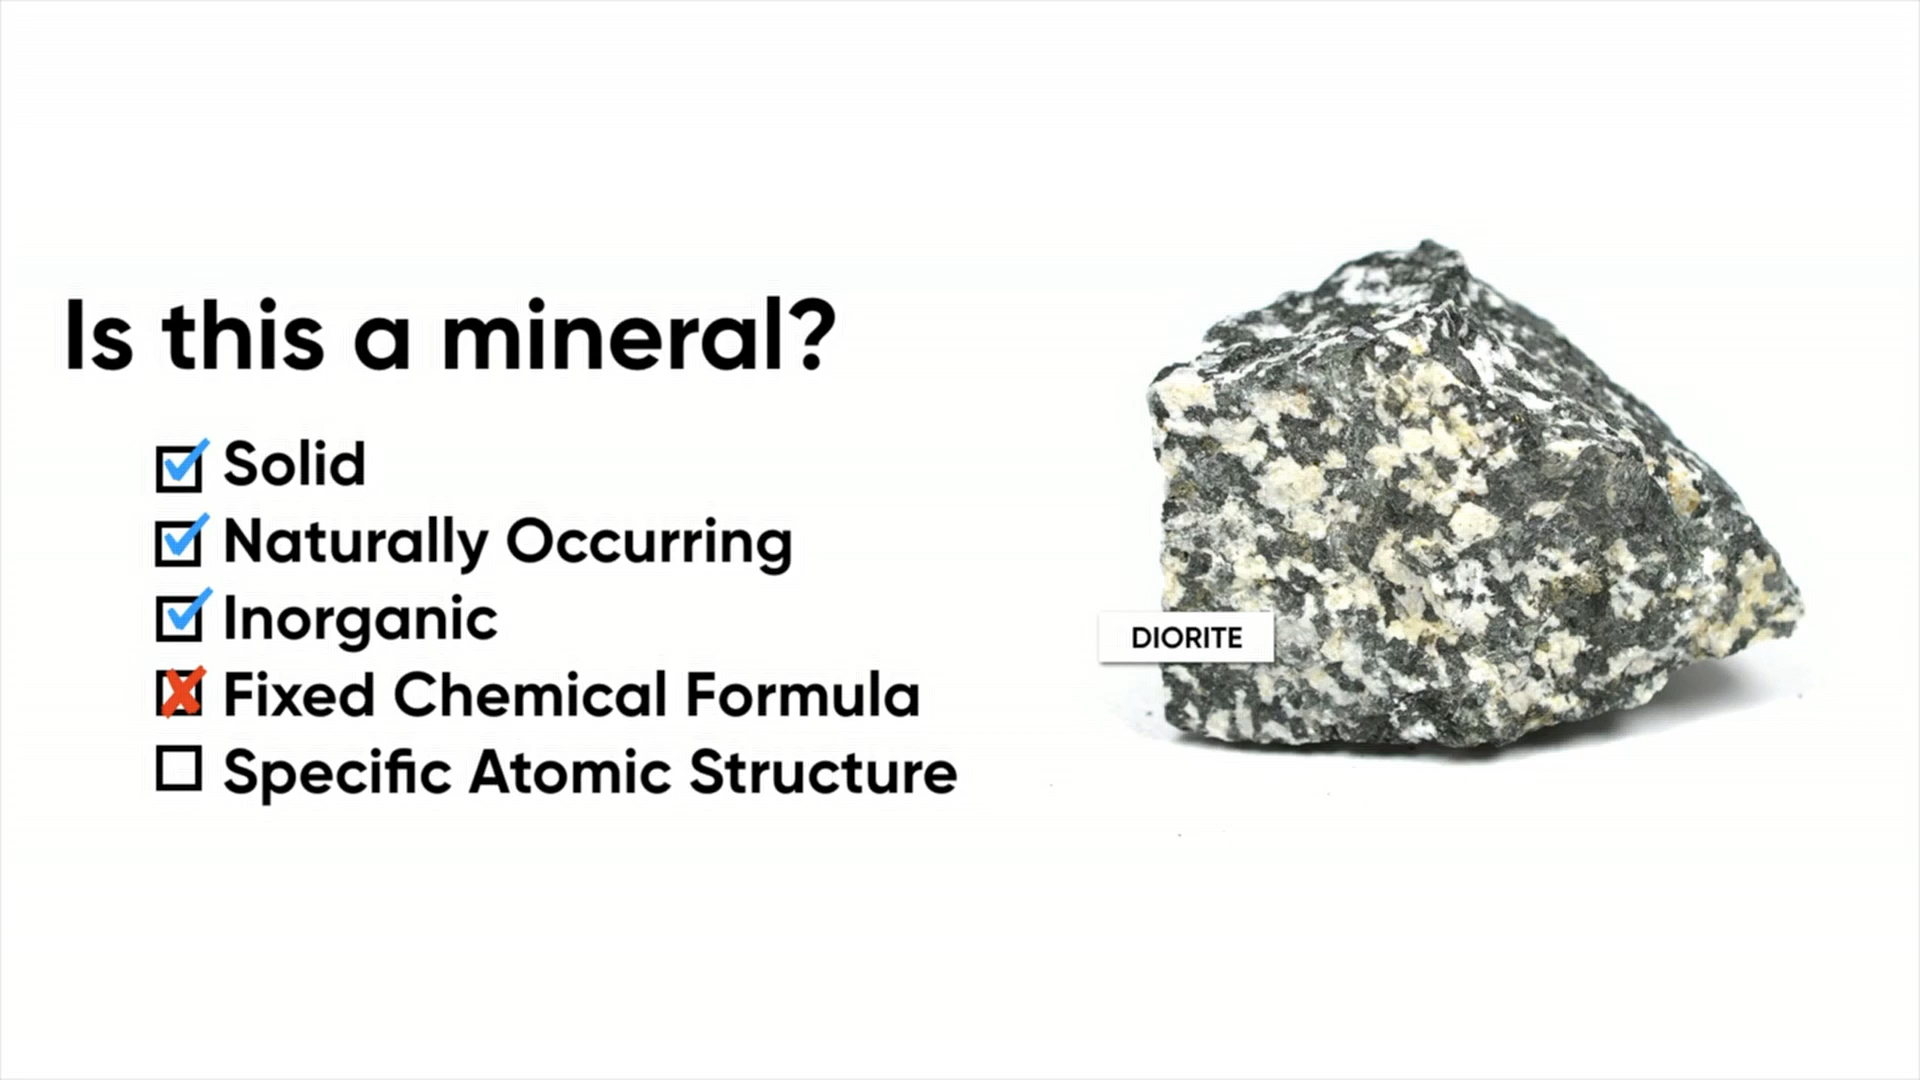 Is this a mineral?
Solid
Naturally Occurring
Inorganic
Fixed Chemical Formula
Specific Atomic Structure
DIORITE